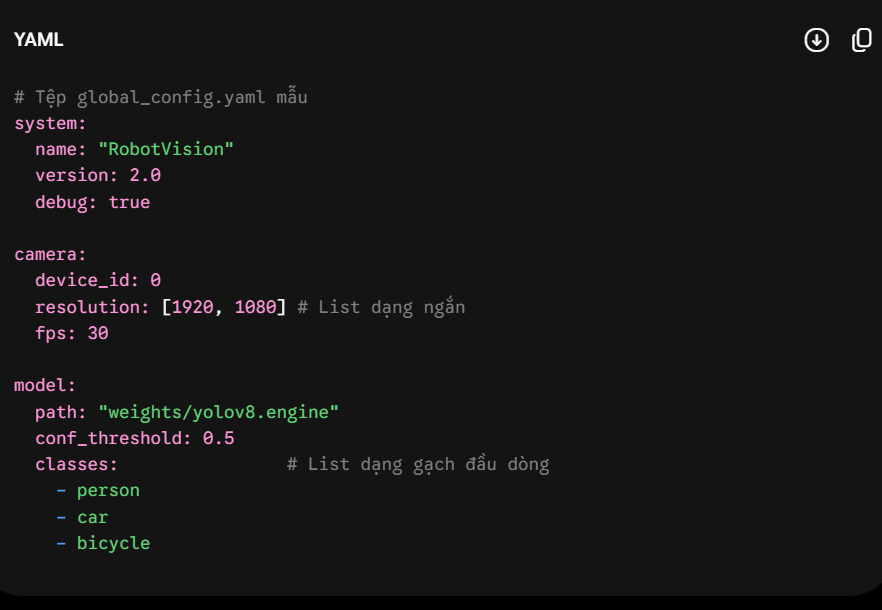 YAML
# Tệp global_config.yaml mẫu
system:
  name: "RobotVision"
  version: 2.0
  debug: true
camera:
  device_id: 0
  resolution: [1920, 1080] # List dạng ngắn
  fps: 30
model:
  path: "weights/yolov8.engine"
  conf_threshold: 0.5
  classes:                # List dạng gạch đầu dòng
    - person
    - car
    - bicycle